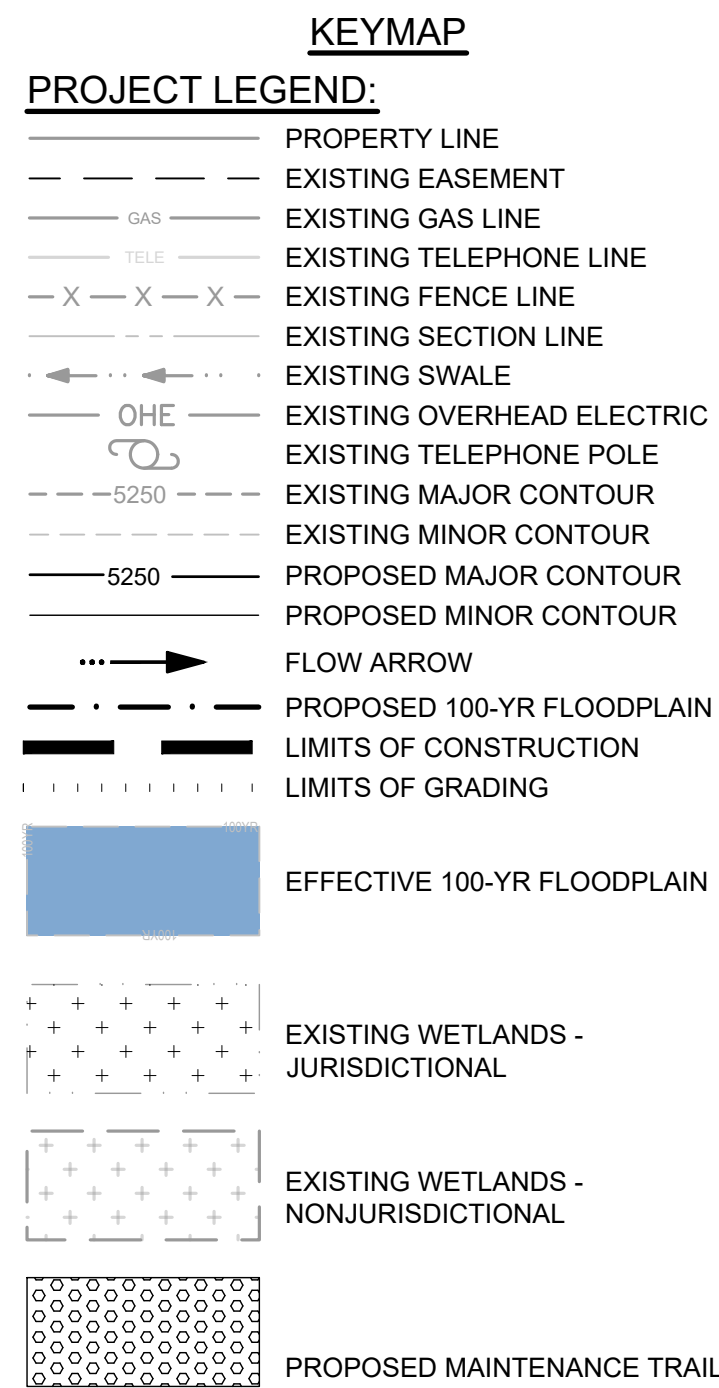 KEYMAP
PROJECT LEGEND:
PROPERTY LINE
EXISTING EASEMENT
GAS EXISTING GAS LINE
TELE EXISTING TELEPHONE LINE
X X X EXISTING FENCE LINE
EXISTING SECTION LINE
EXISTING SWALE
OHE EXISTING OVERHEAD ELECTRIC
EXISTING TELEPHONE POLE
5250 EXISTING MAJOR CONTOUR
EXISTING MINOR CONTOUR
5250 PROPOSED MAJOR CONTOUR
PROPOSED MINOR CONTOUR
FLOW ARROW
PROPOSED 100-YR FLOODPLAIN
LIMITS OF CONSTRUCTION
LIMITS OF GRADING
100YR 100YR
EFFECTIVE 100-YR FLOODPLAIN
100YR
EXISTING WETLANDS -
JURISDICTIONAL
EXISTING WETLANDS -
NONJURISDICTIONAL
PROPOSED MAINTENANCE TRAIL